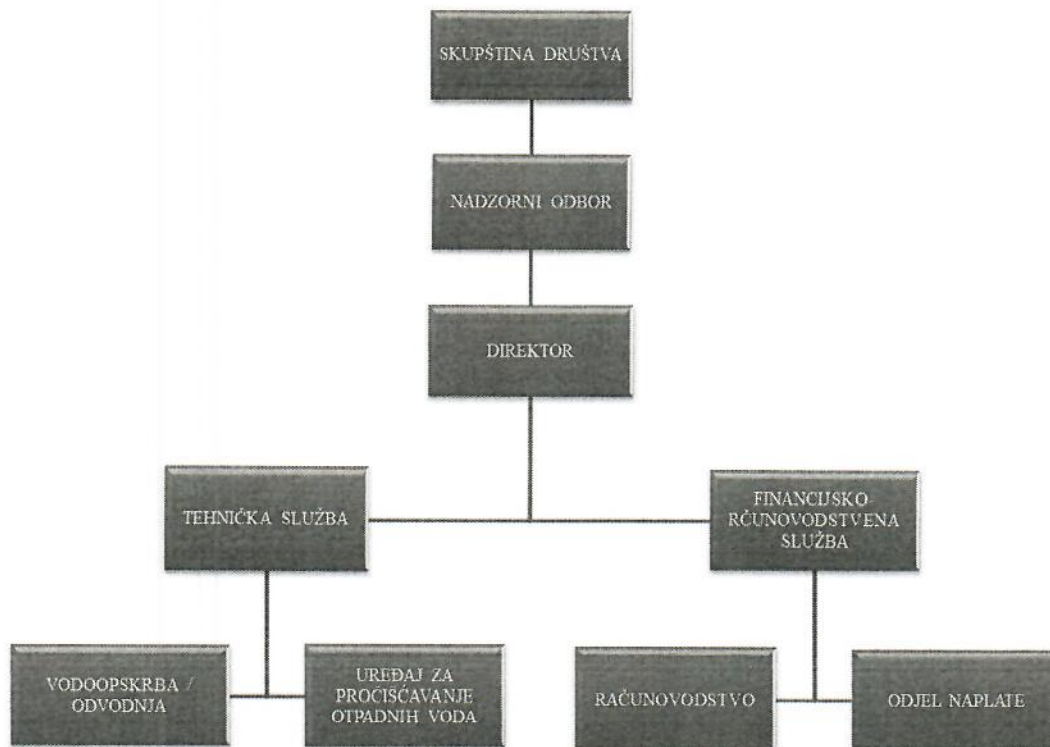 SKUPŠTINA DRUŠTVA
NADZORNI ODBOR
DIREKTOR
TEHNIČKA SLUŽBA
FINANCIJSKO-
RČUNOVODSTVENA
SLUŽBA
VODOOPSKRBA /
ODVODNJA
UREĐAJ ZA
PROČIŠĆAVANJE
OTPADNIH VODA
RAČUNOVODSTVO
ODJEL NAPLATE